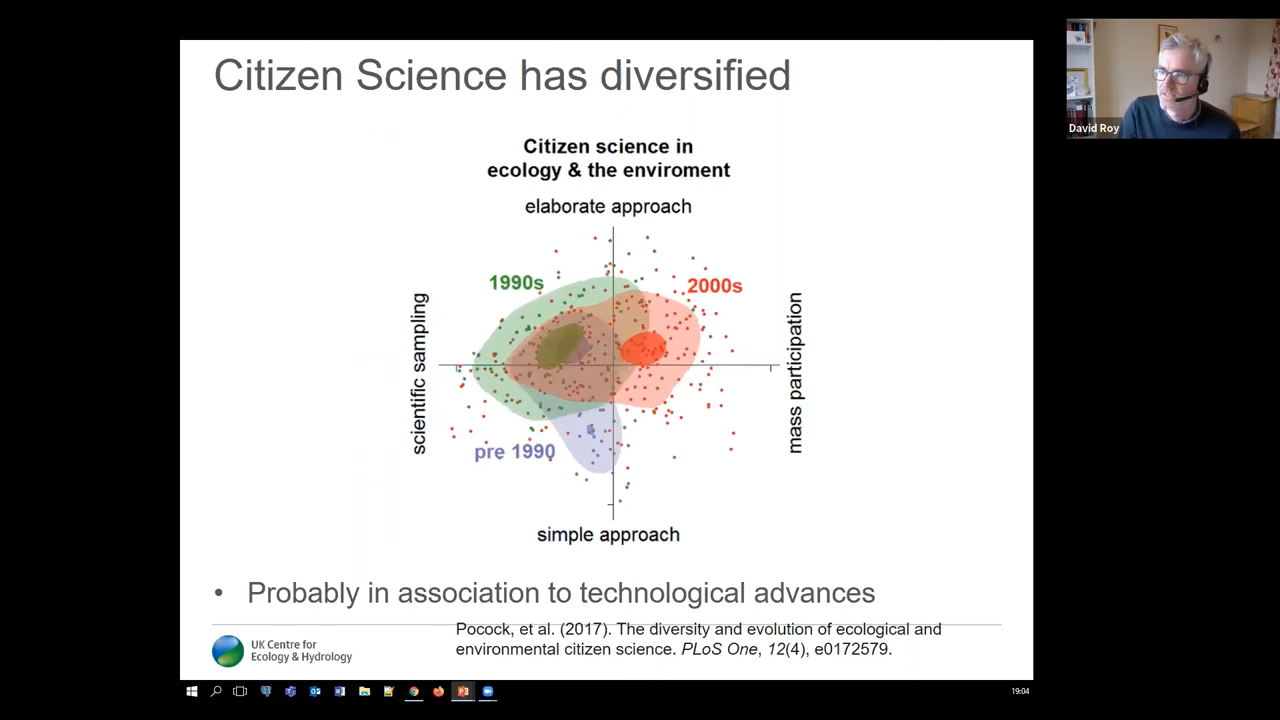 Citizen Science has diversified
David Roy
Citizen science in
ecology & the enviroment
elaborate approach
1990s
2000s
scientific sampling
mass participation
pre 1990
simple approach
• Probably in association to technological advances
Pocock, et al. (2017). The diversity and evolution of ecological and
environmental citizen science. PLoS One, 12(4), e0172579.
UK Centre for
Ecology & Hydrology
19:04